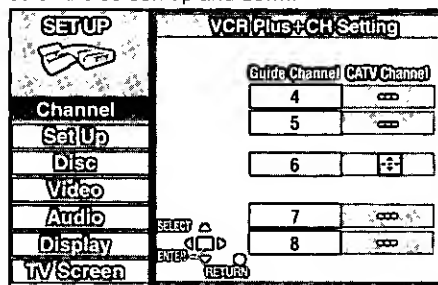 SETUP
VCR Plus+CH Setting
Guide Channel CATV Channel
4 ---
5 ---
6
7 ---
8 ---
Channel
Set Up
Disc
Video
Audio
Display
TV Screen
SELECT
ENTER
RETURN